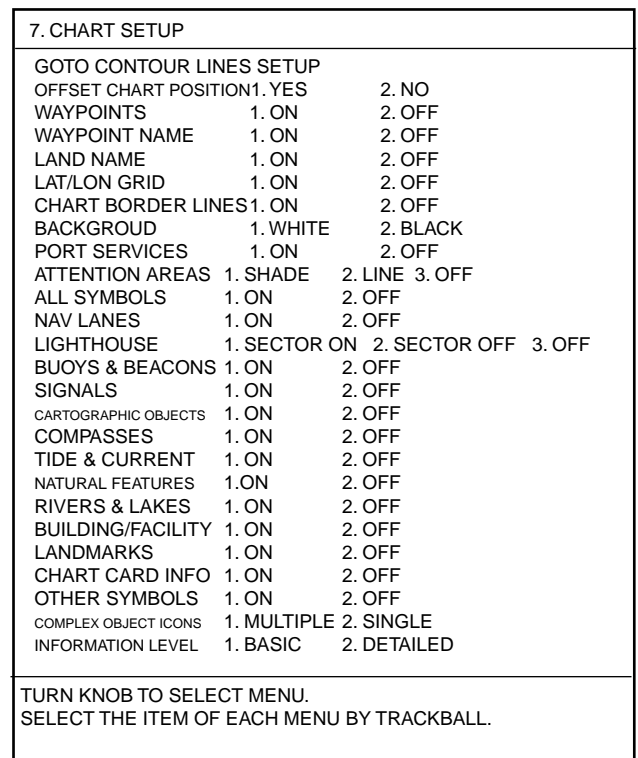 7. CHART SETUP
GOTO CONTOUR LINES SETUP
OFFSET CHART POSITION1. YES 2. NO
WAYPOINTS 1. ON 2. OFF
WAYPOINT NAME 1. ON 2. OFF
LAND NAME 1. ON 2. OFF
LAT/LON GRID 1. ON 2. OFF
CHART BORDER LINES1. ON 2. OFF
BACKGROUD 1. WHITE 2. BLACK
PORT SERVICES 1. ON 2. OFF
ATTENTION AREAS 1. SHADE 2. LINE 3. OFF
ALL SYMBOLS 1. ON 2. OFF
NAV LANES 1. ON 2. OFF
LIGHTHOUSE 1. SECTOR ON 2. SECTOR OFF 3. OFF
BUOYS & BEACONS 1. ON 2. OFF
SIGNALS 1. ON 2. OFF
CARTOGRAPHIC OBJECTS 1. ON 2. OFF
COMPASSES 1. ON 2. OFF
TIDE & CURRENT 1. ON 2. OFF
NATURAL FEATURES 1.ON 2. OFF
RIVERS & LAKES 1. ON 2. OFF
BUILDING/FACILITY 1. ON 2. OFF
LANDMARKS 1. ON 2. OFF
CHART CARD INFO 1. ON 2. OFF
OTHER SYMBOLS 1. ON 2. OFF
COMPLEX OBJECT ICONS 1. MULTIPLE 2. SINGLE
INFORMATION LEVEL 1. BASIC 2. DETAILED
TURN KNOB TO SELECT MENU.
SELECT THE ITEM OF EACH MENU BY TRACKBALL.